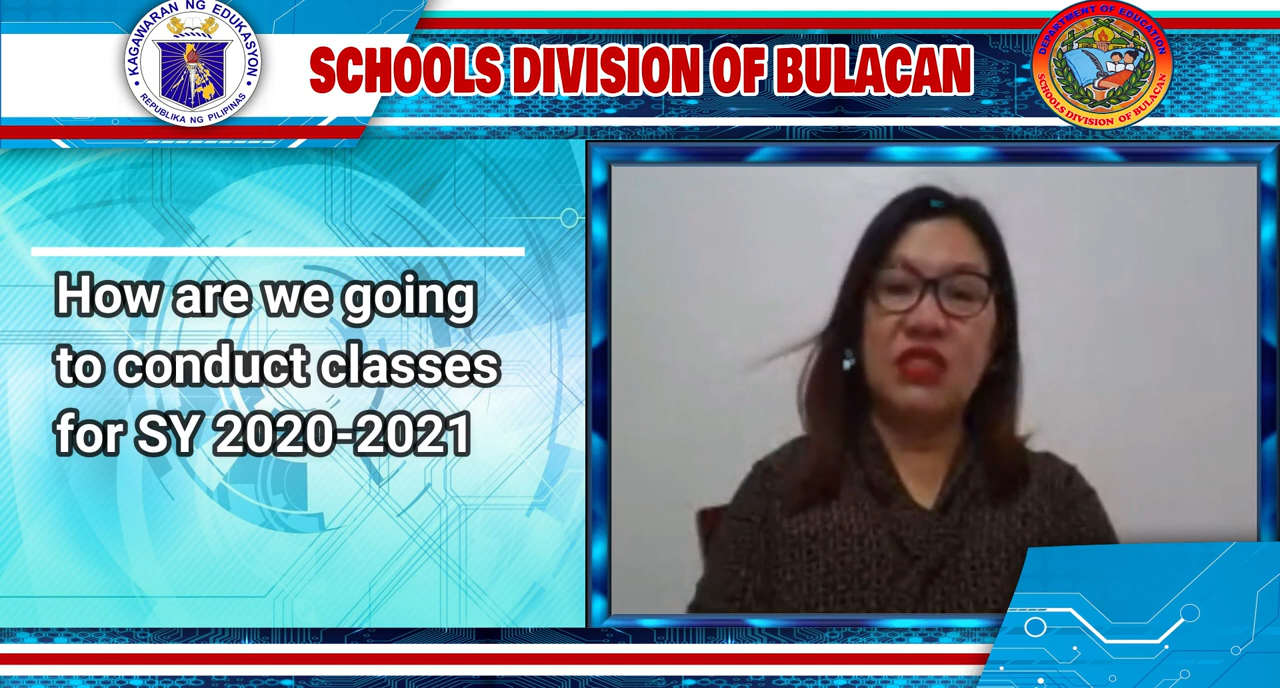 KAGAWARAN NG EDUKASYON
REPUBLIKA NG PILIPINAS
SCHOOLS DIVISION OF BULACAN
DEPARTMENT OF EDUCATION
SCHOOLS DIVISION OF BULACAN
How are we going
to conduct classes
for SY 2020-2021